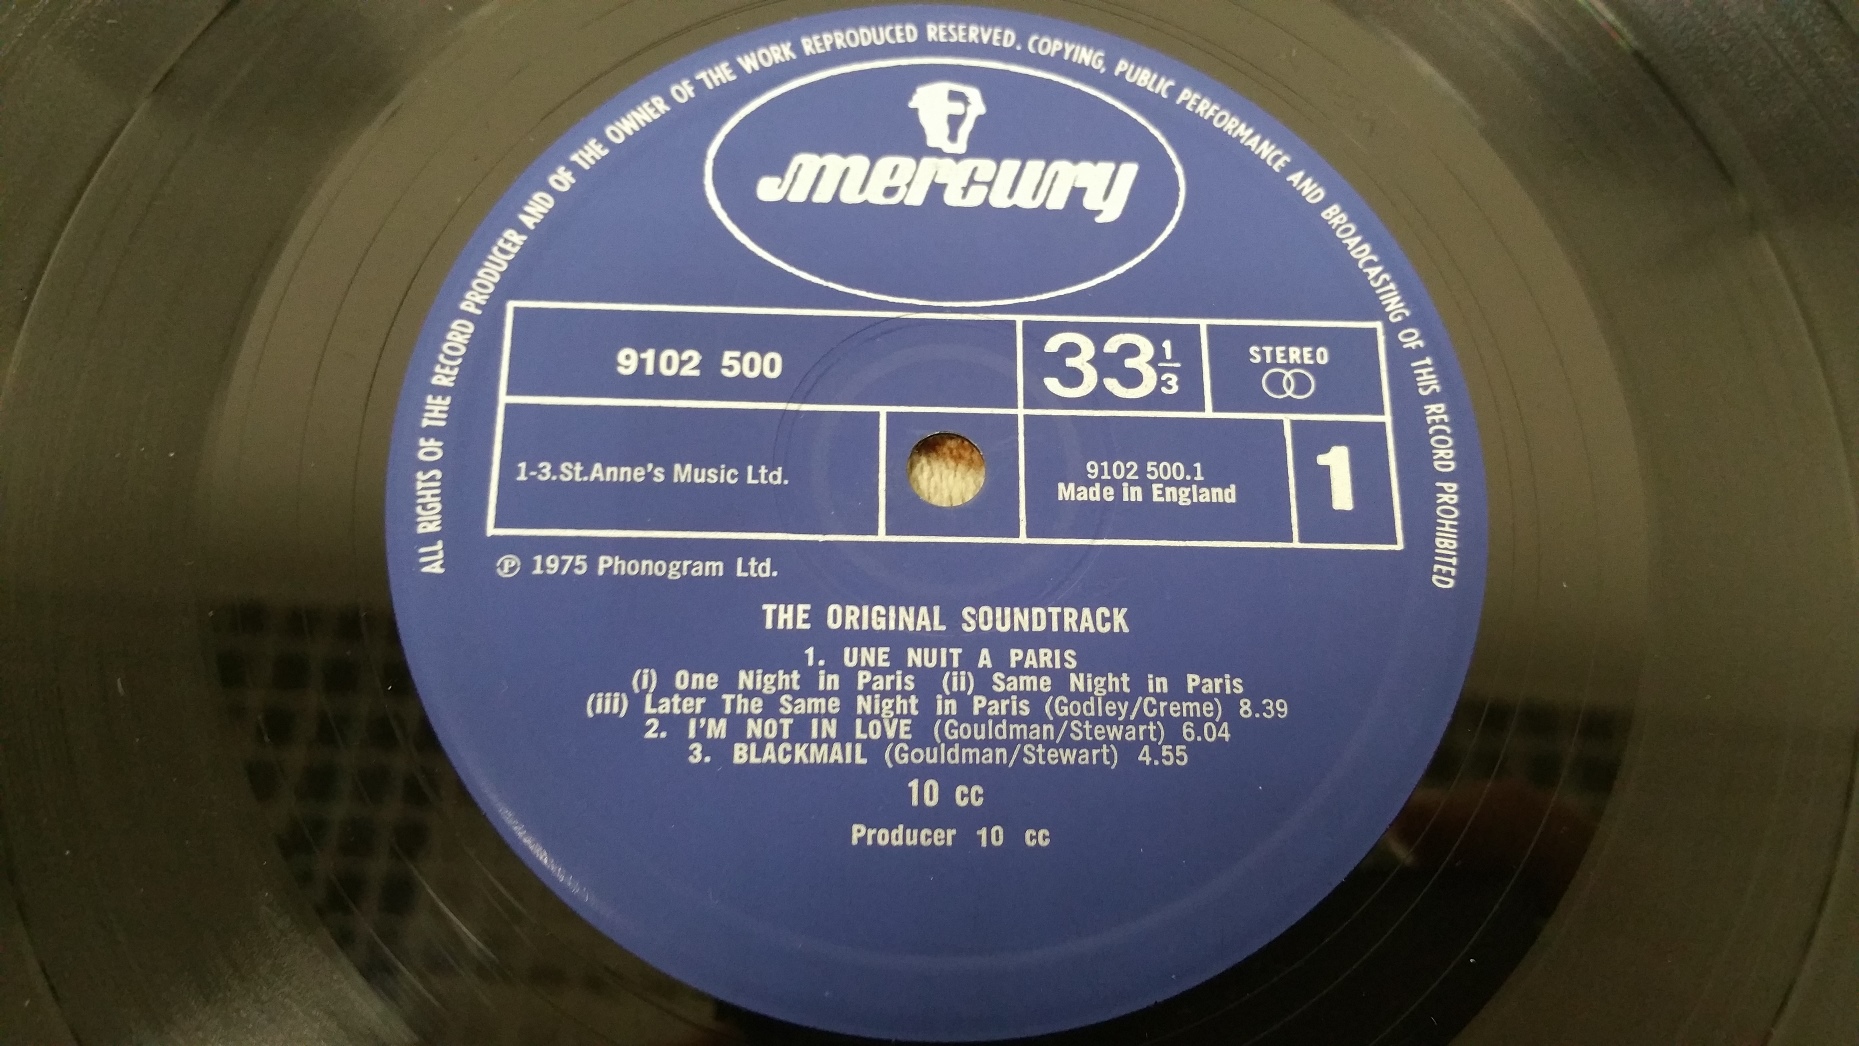 ALL RIGHTS OF THE RECORD PRODUCER AND OF THE OWNER OF THE WORK REPRODUCED RESERVED. COPYING, PUBLIC PERFORMANCE AND BROADCASTING OF THIS RECORD PROHIBITED
mercury
9102 500
33 1/3
STEREO
1-3.St.Anne's Music Ltd.
9102 500.1
Made in England
1
℗ 1975 Phonogram Ltd.
THE ORIGINAL SOUNDTRACK
1. UNE NUIT A PARIS
(i) One Night in Paris (ii) Same Night in Paris
(iii) Later The Same Night in Paris (Godley/Creme) 8.39
2. I'M NOT IN LOVE (Gouldman/Stewart) 6.04
3. BLACKMAIL (Gouldman/Stewart) 4.55
10 cc
Producer 10 cc